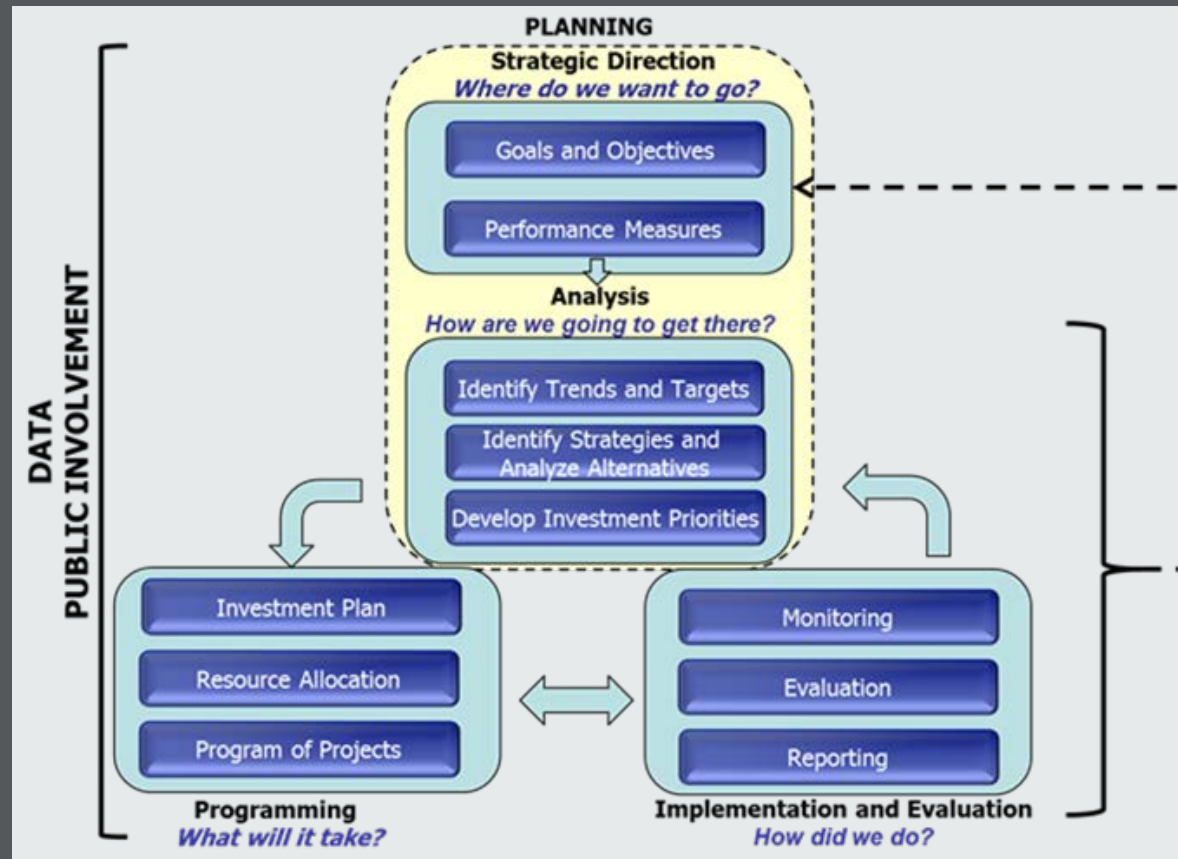 PLANNING
Strategic Direction
Where do we want to go?
Goals and Objectives
Performance Measures
Analysis
How are we going to get there?
Identify Trends and Targets
Identify Strategies and
Analyze Alternatives
Develop Investment Priorities
DATA
PUBLIC INVOLVEMENT
Investment Plan
Resource Allocation
Program of Projects
Programming
What will it take?
Monitoring
Evaluation
Reporting
Implementation and Evaluation
How did we do?